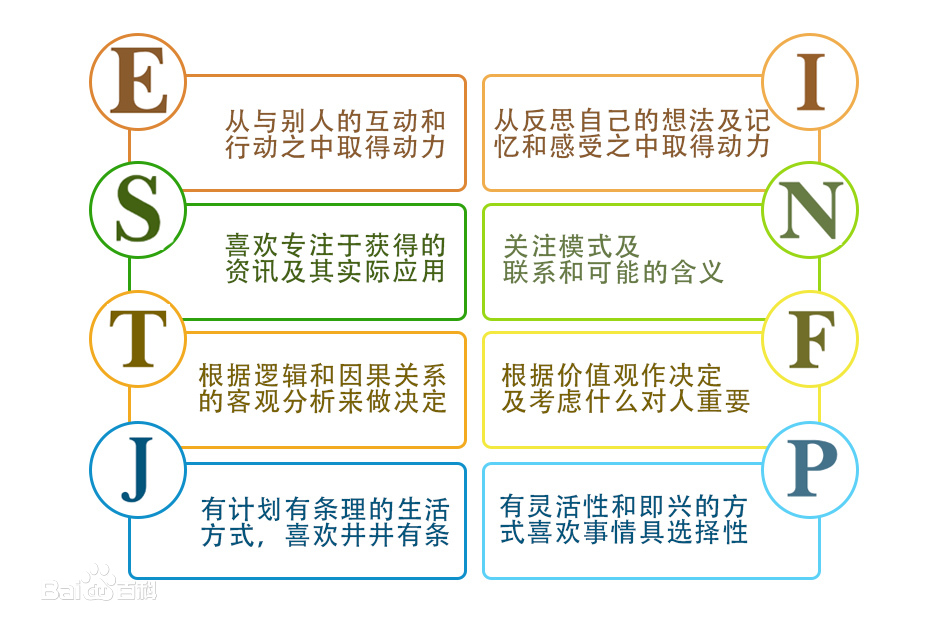 E
从与别人的互动和
行动之中取得动力
I
从反思自己的想法及记
忆和感受之中取得动力
S
喜欢专注于获得的
资讯及其实际应用
N
关注模式及
联系和可能的含义
T
根据逻辑和因果关系
的客观分析来做决定
F
根据价值观作决定
及考虑什么对人重要
J
有计划有条理的生活
方式，喜欢井井有条
P
有灵活性和即兴的方
式喜欢事情具选择性
Bai百科